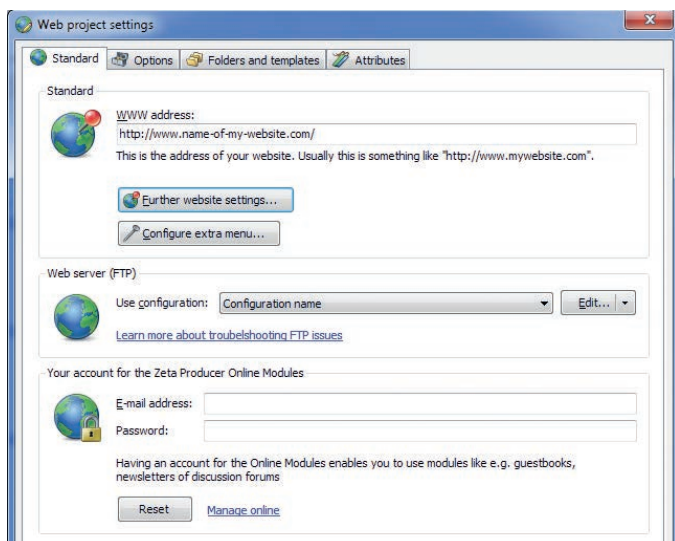 Web project settings
Standard Options Folders and templates Attributes
Standard
WWW address:
http://www.name-of-my-website.com/
This is the address of your website. Usually this is something like "http://www.mywebsite.com".
Further website settings...
Configure extra menu...
Web server (FTP)
Use configuration: Configuration name Edit...
Learn more about troubelshooting FTP issues
Your account for the Zeta Producer Online Modules
E-mail address:
Password:
Having an account for the Online Modules enables you to use modules like e.g. guestbooks,
newsletters of discussion forums
Reset Manage online